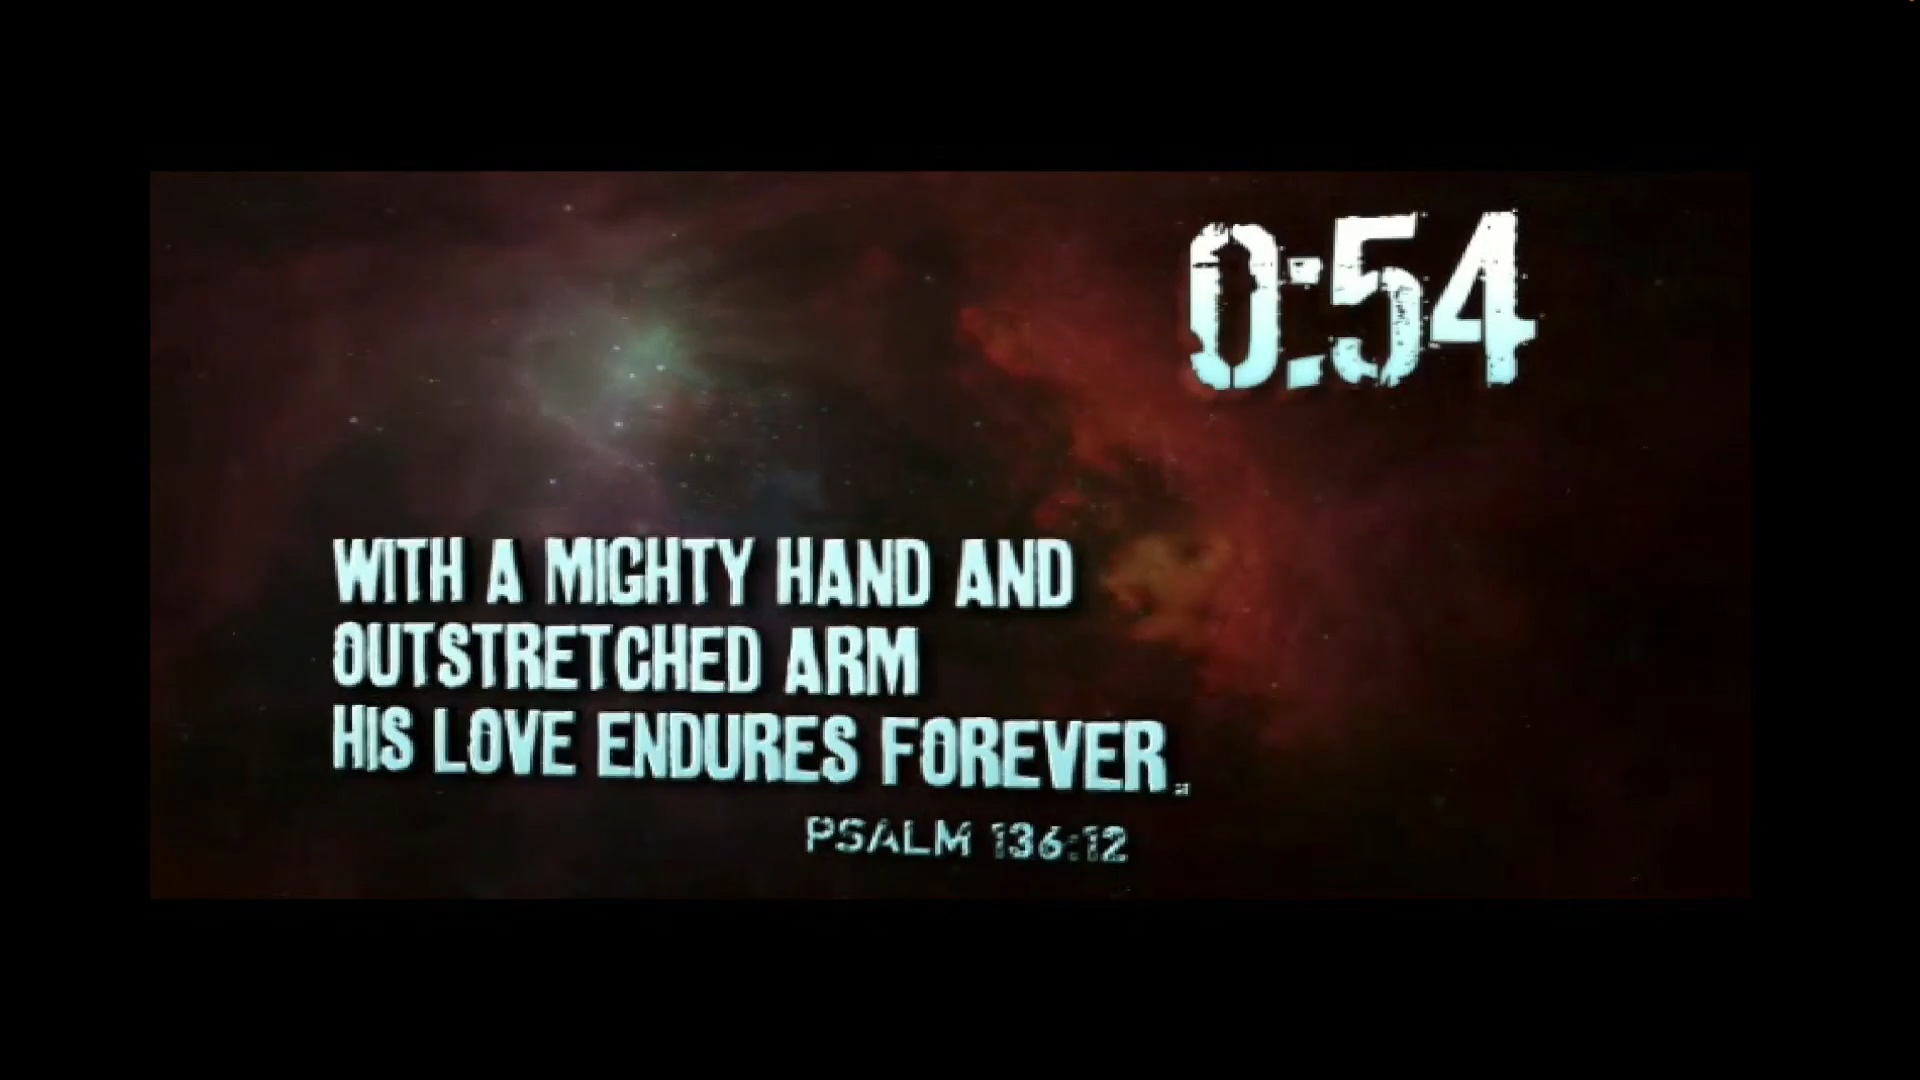 0:54
WITH A MIGHTY HAND AND
OUTSTRETCHED ARM
HIS LOVE ENDURES FOREVER.
PSALM 136:12